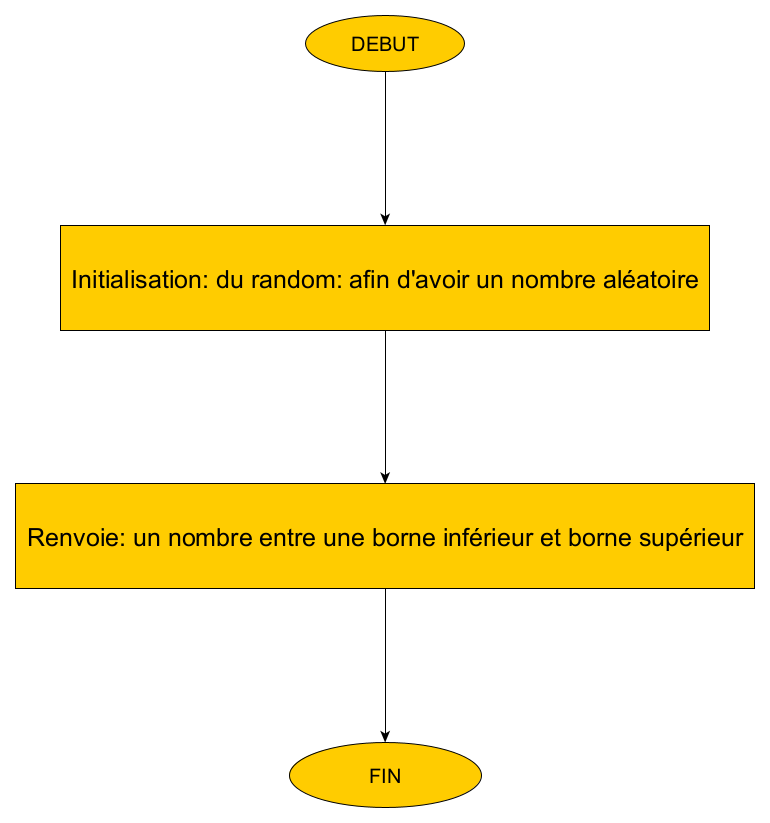 DEBUT
Initialisation: du random: afin d'avoir un nombre aléatoire
Renvoie: un nombre entre une borne inférieur et borne supérieur
FIN